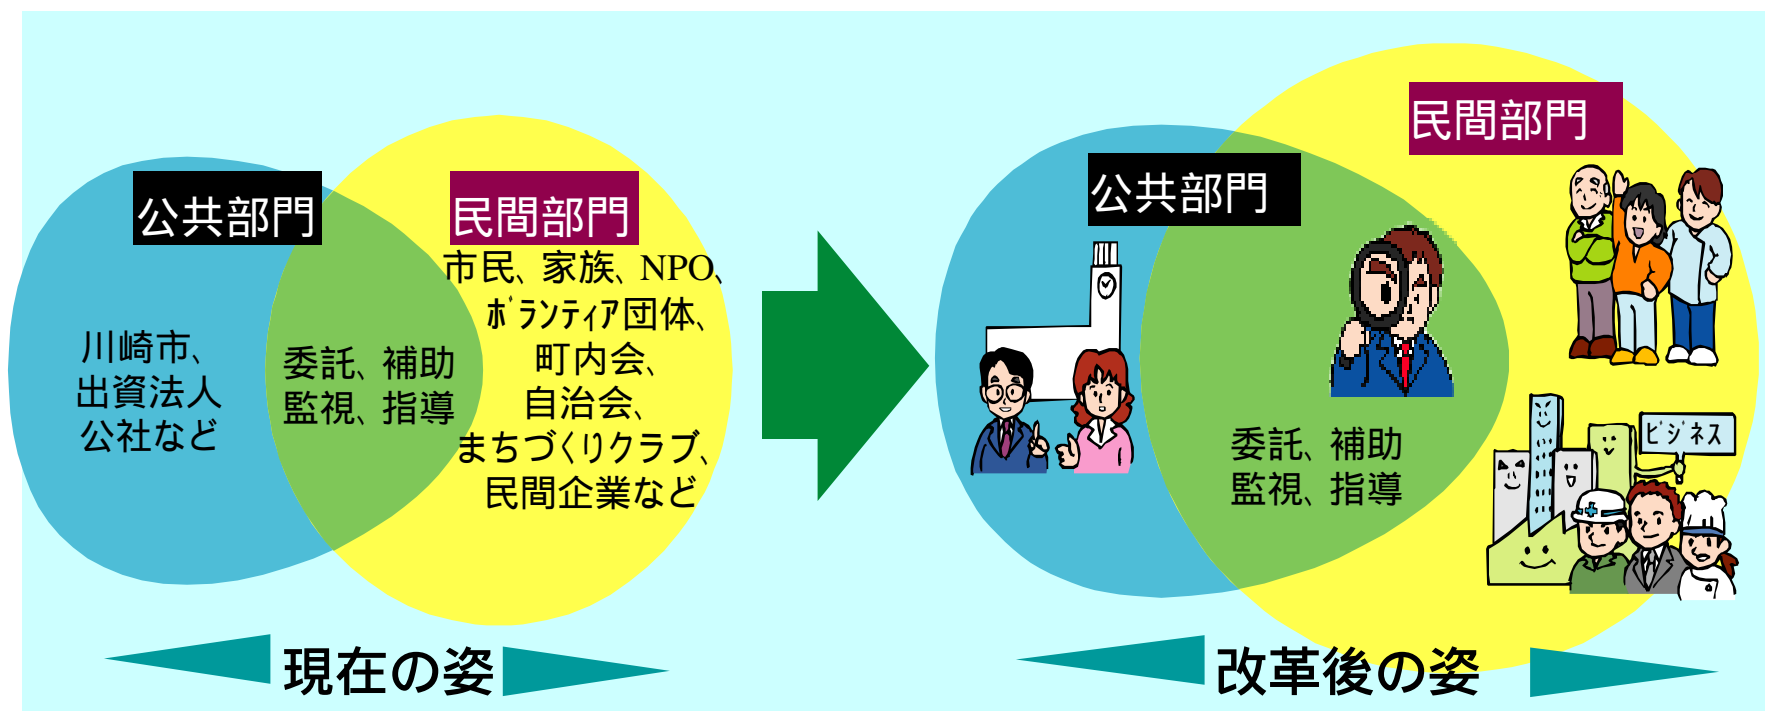 公共部門
民間部門
市民、家族、NPO、
ボランティア団体、
町内会、
自治会、
まちづくりクラブ、
民間企業など
川崎市、
出資法人
公社など
委託、補助
監視、指導
現在の姿
公共部門
民間部門
委託、補助
監視、指導
ビジネス
改革後の姿